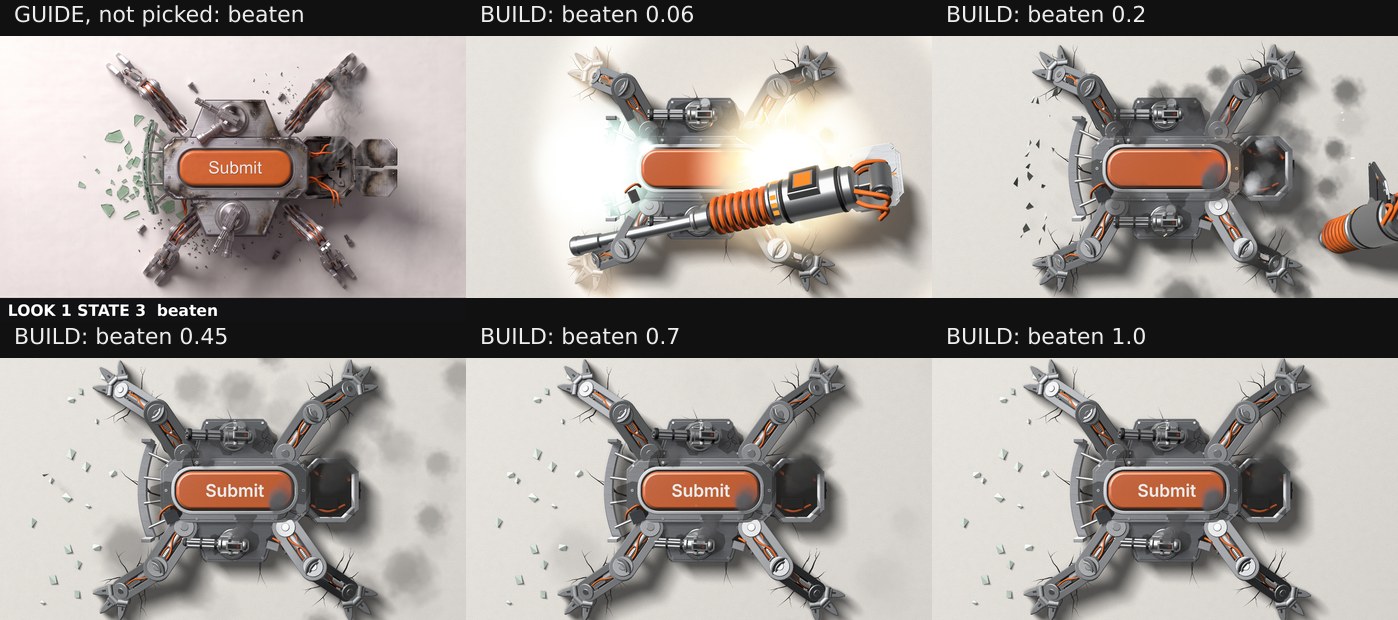 GUIDE, not picked: beaten
BUILD: beaten 0.06
BUILD: beaten 0.2
Submit
LOOK 1 STATE 3 beaten
BUILD: beaten 0.45
BUILD: beaten 0.7
BUILD: beaten 1.0
Submit
Submit
Submit